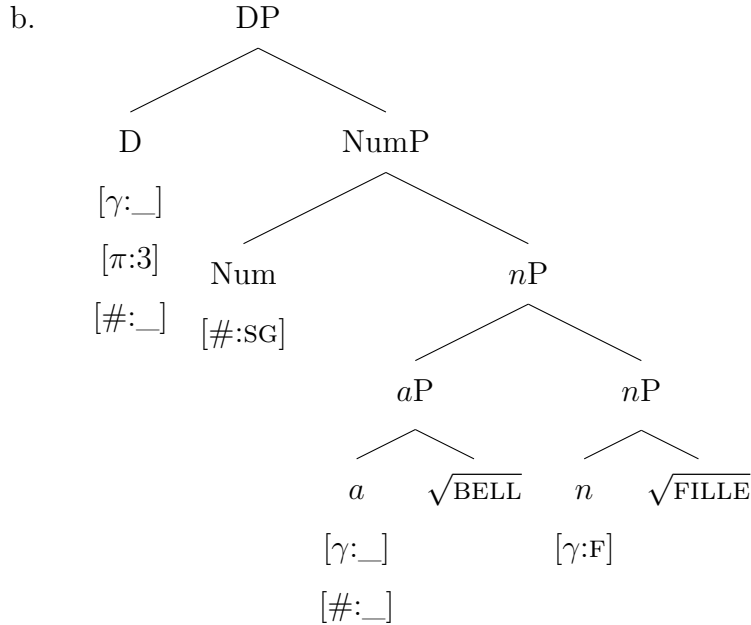 b. DP
D NumP
[γ:_]
[π:3] Num nP
[#:_] [#:SG]
aP nP
a √BELL n √FILLE
[γ:_] [γ:F]
[#:_]